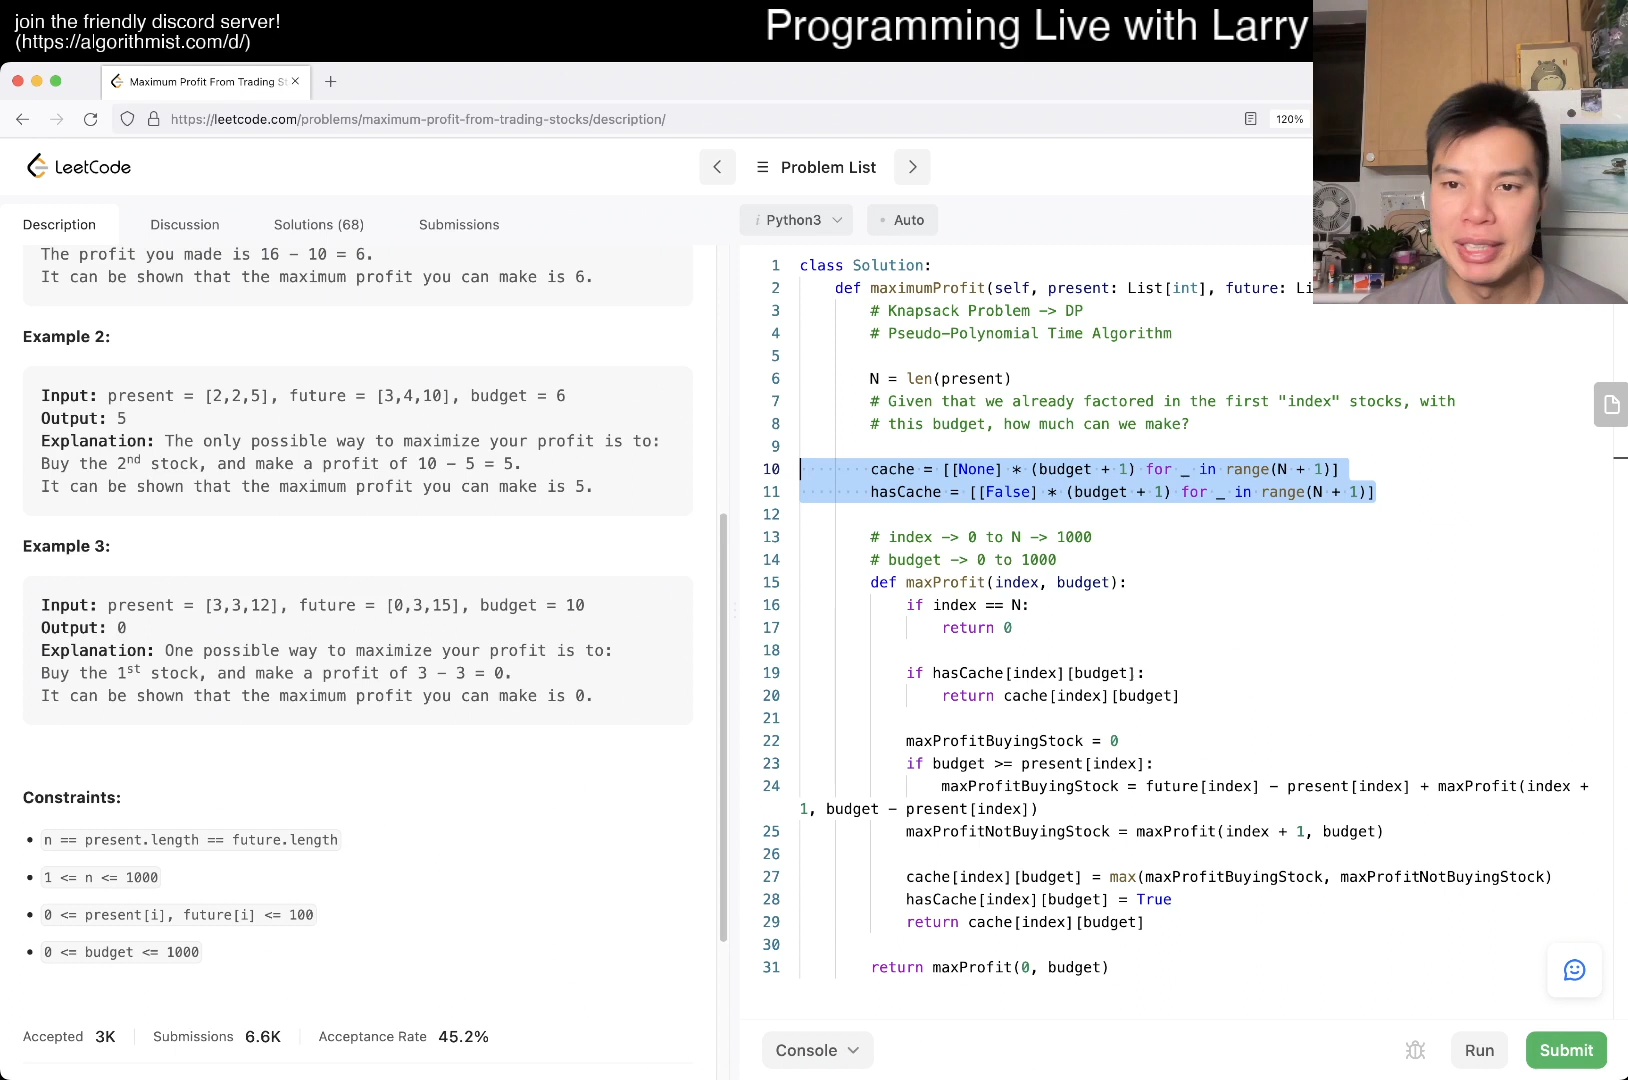 join the friendly discord server!
(https://algorithmist.com/d/)
Programming Live with Larry
Maximum Profit From Trading St
https://leetcode.com/problems/maximum-profit-from-trading-stocks/description/
120%
LeetCode
Problem List
Description
Discussion
Solutions (68)
Submissions
The profit you made is 16 - 10 = 6.
It can be shown that the maximum profit you can make is 6.
Example 2:
Input: present = [2,2,5], future = [3,4,10], budget = 6
Output: 5
Explanation: The only possible way to maximize your profit is to:
Buy the 2nd stock, and make a profit of 10 - 5 = 5.
It can be shown that the maximum profit you can make is 5.
Example 3:
Input: present = [3,3,12], future = [0,3,15], budget = 10
Output: 0
Explanation: One possible way to maximize your profit is to:
Buy the 1st stock, and make a profit of 3 - 3 = 0.
It can be shown that the maximum profit you can make is 0.
Constraints:
n == present.length == future.length
1 <= n <= 1000
0 <= present[i], future[i] <= 100
0 <= budget <= 1000
Accepted 3K
Submissions 6.6K
Acceptance Rate 45.2%
i Python3
Auto
1 class Solution:
2 def maximumProfit(self, present: List[int], future: Li
3 # Knapsack Problem -> DP
4 # Pseudo-Polynomial Time Algorithm
5
6 N = len(present)
7 # Given that we already factored in the first "index" stocks, with
8 # this budget, how much can we make?
9
10 cache = [[None] * (budget + 1) for _ in range(N + 1)]
11 hasCache = [[False] * (budget + 1) for _ in range(N + 1)]
12
13 # index -> 0 to N -> 1000
14 # budget -> 0 to 1000
15 def maxProfit(index, budget):
16 if index == N:
17 return 0
18
19 if hasCache[index][budget]:
20 return cache[index][budget]
21
22 maxProfitBuyingStock = 0
23 if budget >= present[index]:
24 maxProfitBuyingStock = future[index] - present[index] + maxProfit(index +
1, budget - present[index])
25 maxProfitNotBuyingStock = maxProfit(index + 1, budget)
26
27 cache[index][budget] = max(maxProfitBuyingStock, maxProfitNotBuyingStock)
28 hasCache[index][budget] = True
29 return cache[index][budget]
30
31 return maxProfit(0, budget)
Console
Run
Submit